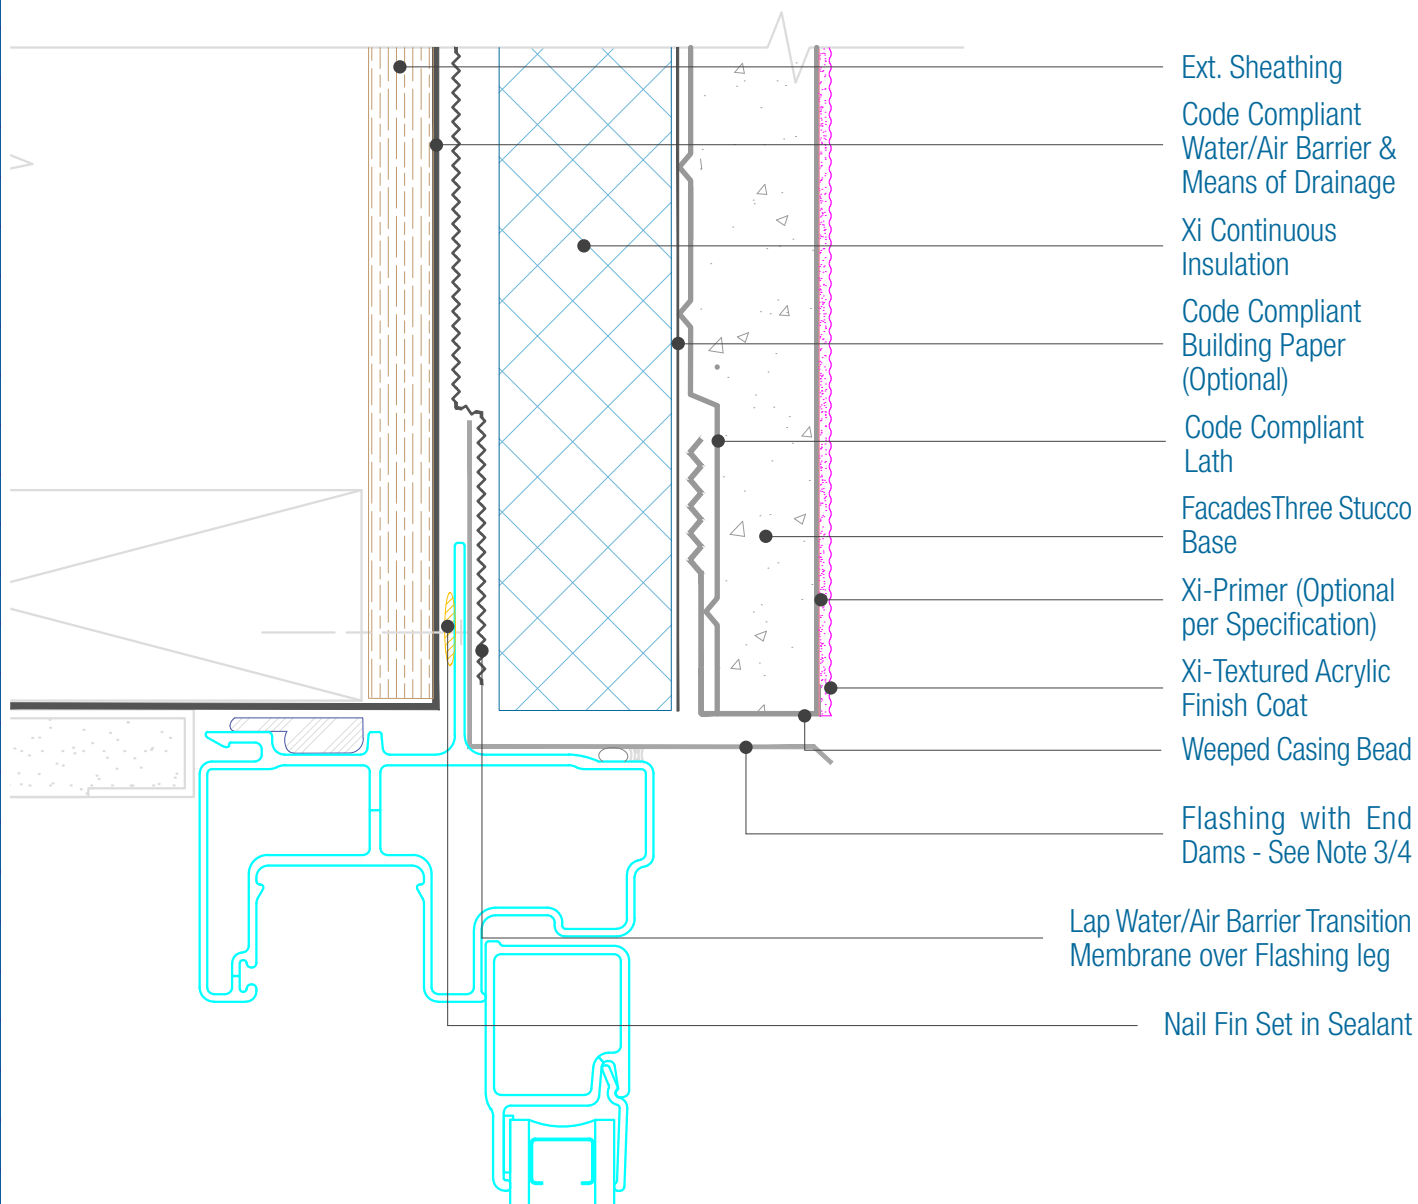 Ext. Sheathing
Code Compliant
Water/Air Barrier &
Means of Drainage
Xi Continuous
Insulation
Code Compliant
Building Paper
(Optional)
Code Compliant
Lath
FacadesThree Stucco
Base
Xi-Primer (Optional
per Specification)
Xi-Textured Acrylic
Finish Coat
Weeped Casing Bead
Flashing with End
Dams - See Note 3/4
Lap Water/Air Barrier Transition
Membrane over Flashing leg
Nail Fin Set in Sealant